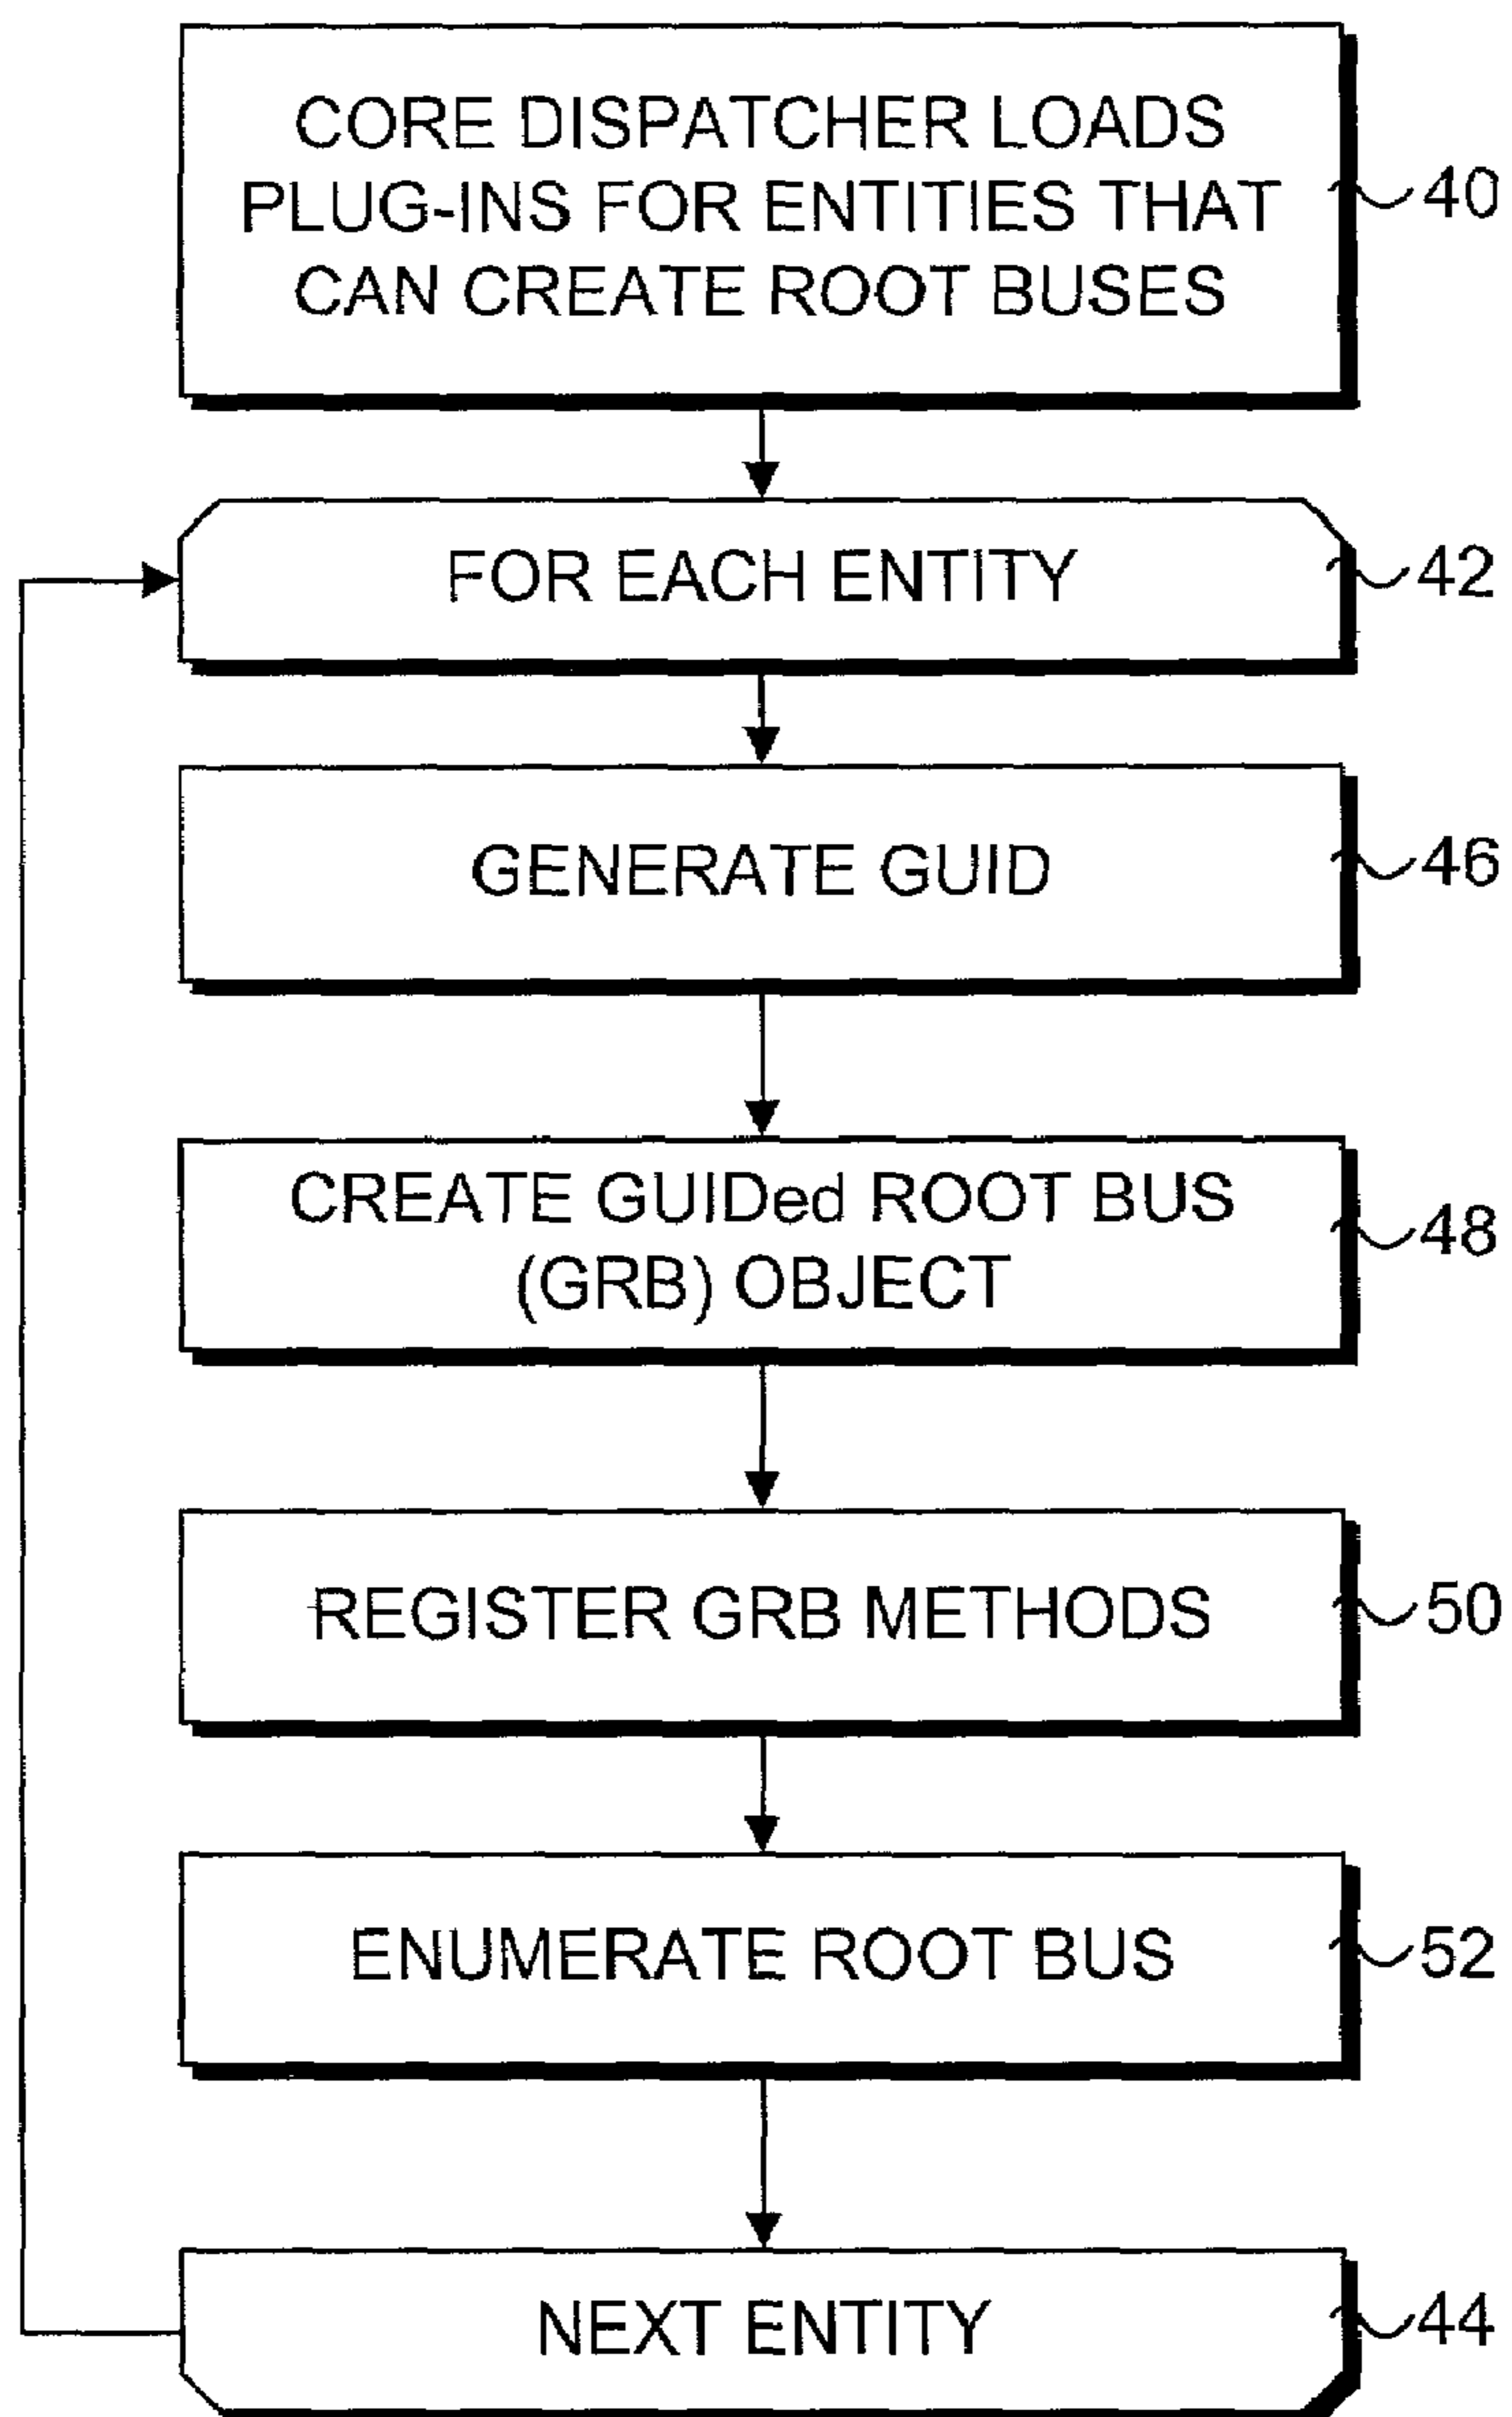 CORE DISPATCHER LOADS
PLUG-INS FOR ENTITIES THAT
CAN CREATE ROOT BUSES
40
FOR EACH ENTITY
42
GENERATE GUID
46
CREATE GUIDed ROOT BUS
(GRB) OBJECT
48
REGISTER GRB METHODS
50
ENUMERATE ROOT BUS
52
NEXT ENTITY
44